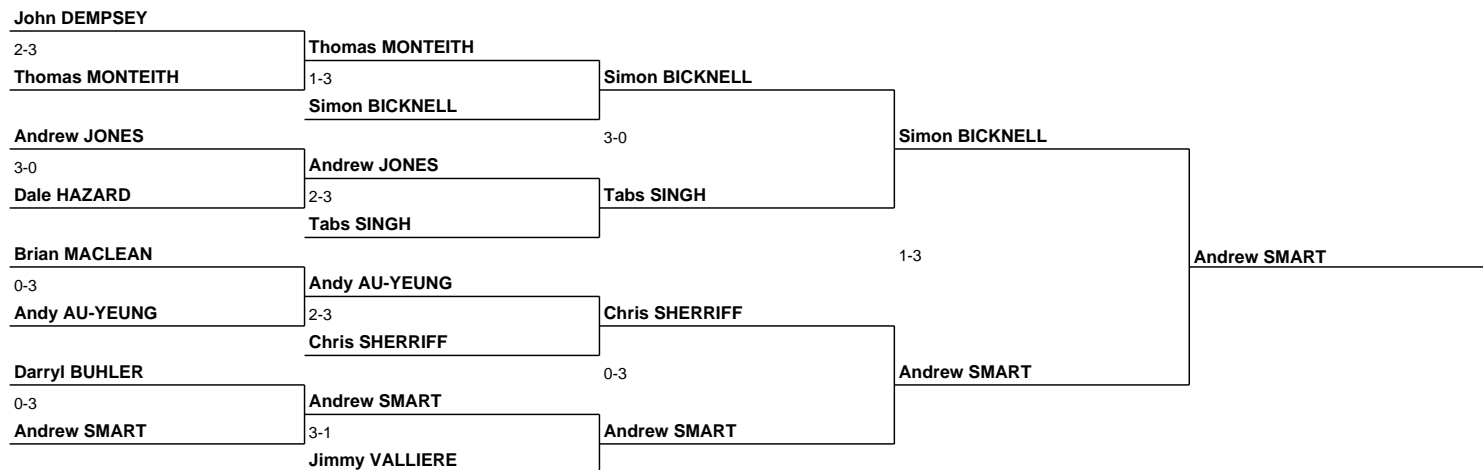 John DEMPSEY
2-3
Thomas MONTEITH
Thomas MONTEITH
1-3
Simon BICKNELL
Simon BICKNELL
Andrew JONES
3-0
Dale HAZARD
Andrew JONES
2-3
Tabs SINGH
3-0
Tabs SINGH
Simon BICKNELL
Brian MACLEAN
0-3
Andy AU-YEUNG
Andy AU-YEUNG
2-3
Chris SHERRIFF
Chris SHERRIFF
1-3
Andrew SMART
Darryl BUHLER
0-3
Andrew SMART
Andrew SMART
3-1
Jimmy VALLIERE
0-3
Andrew SMART
Andrew SMART